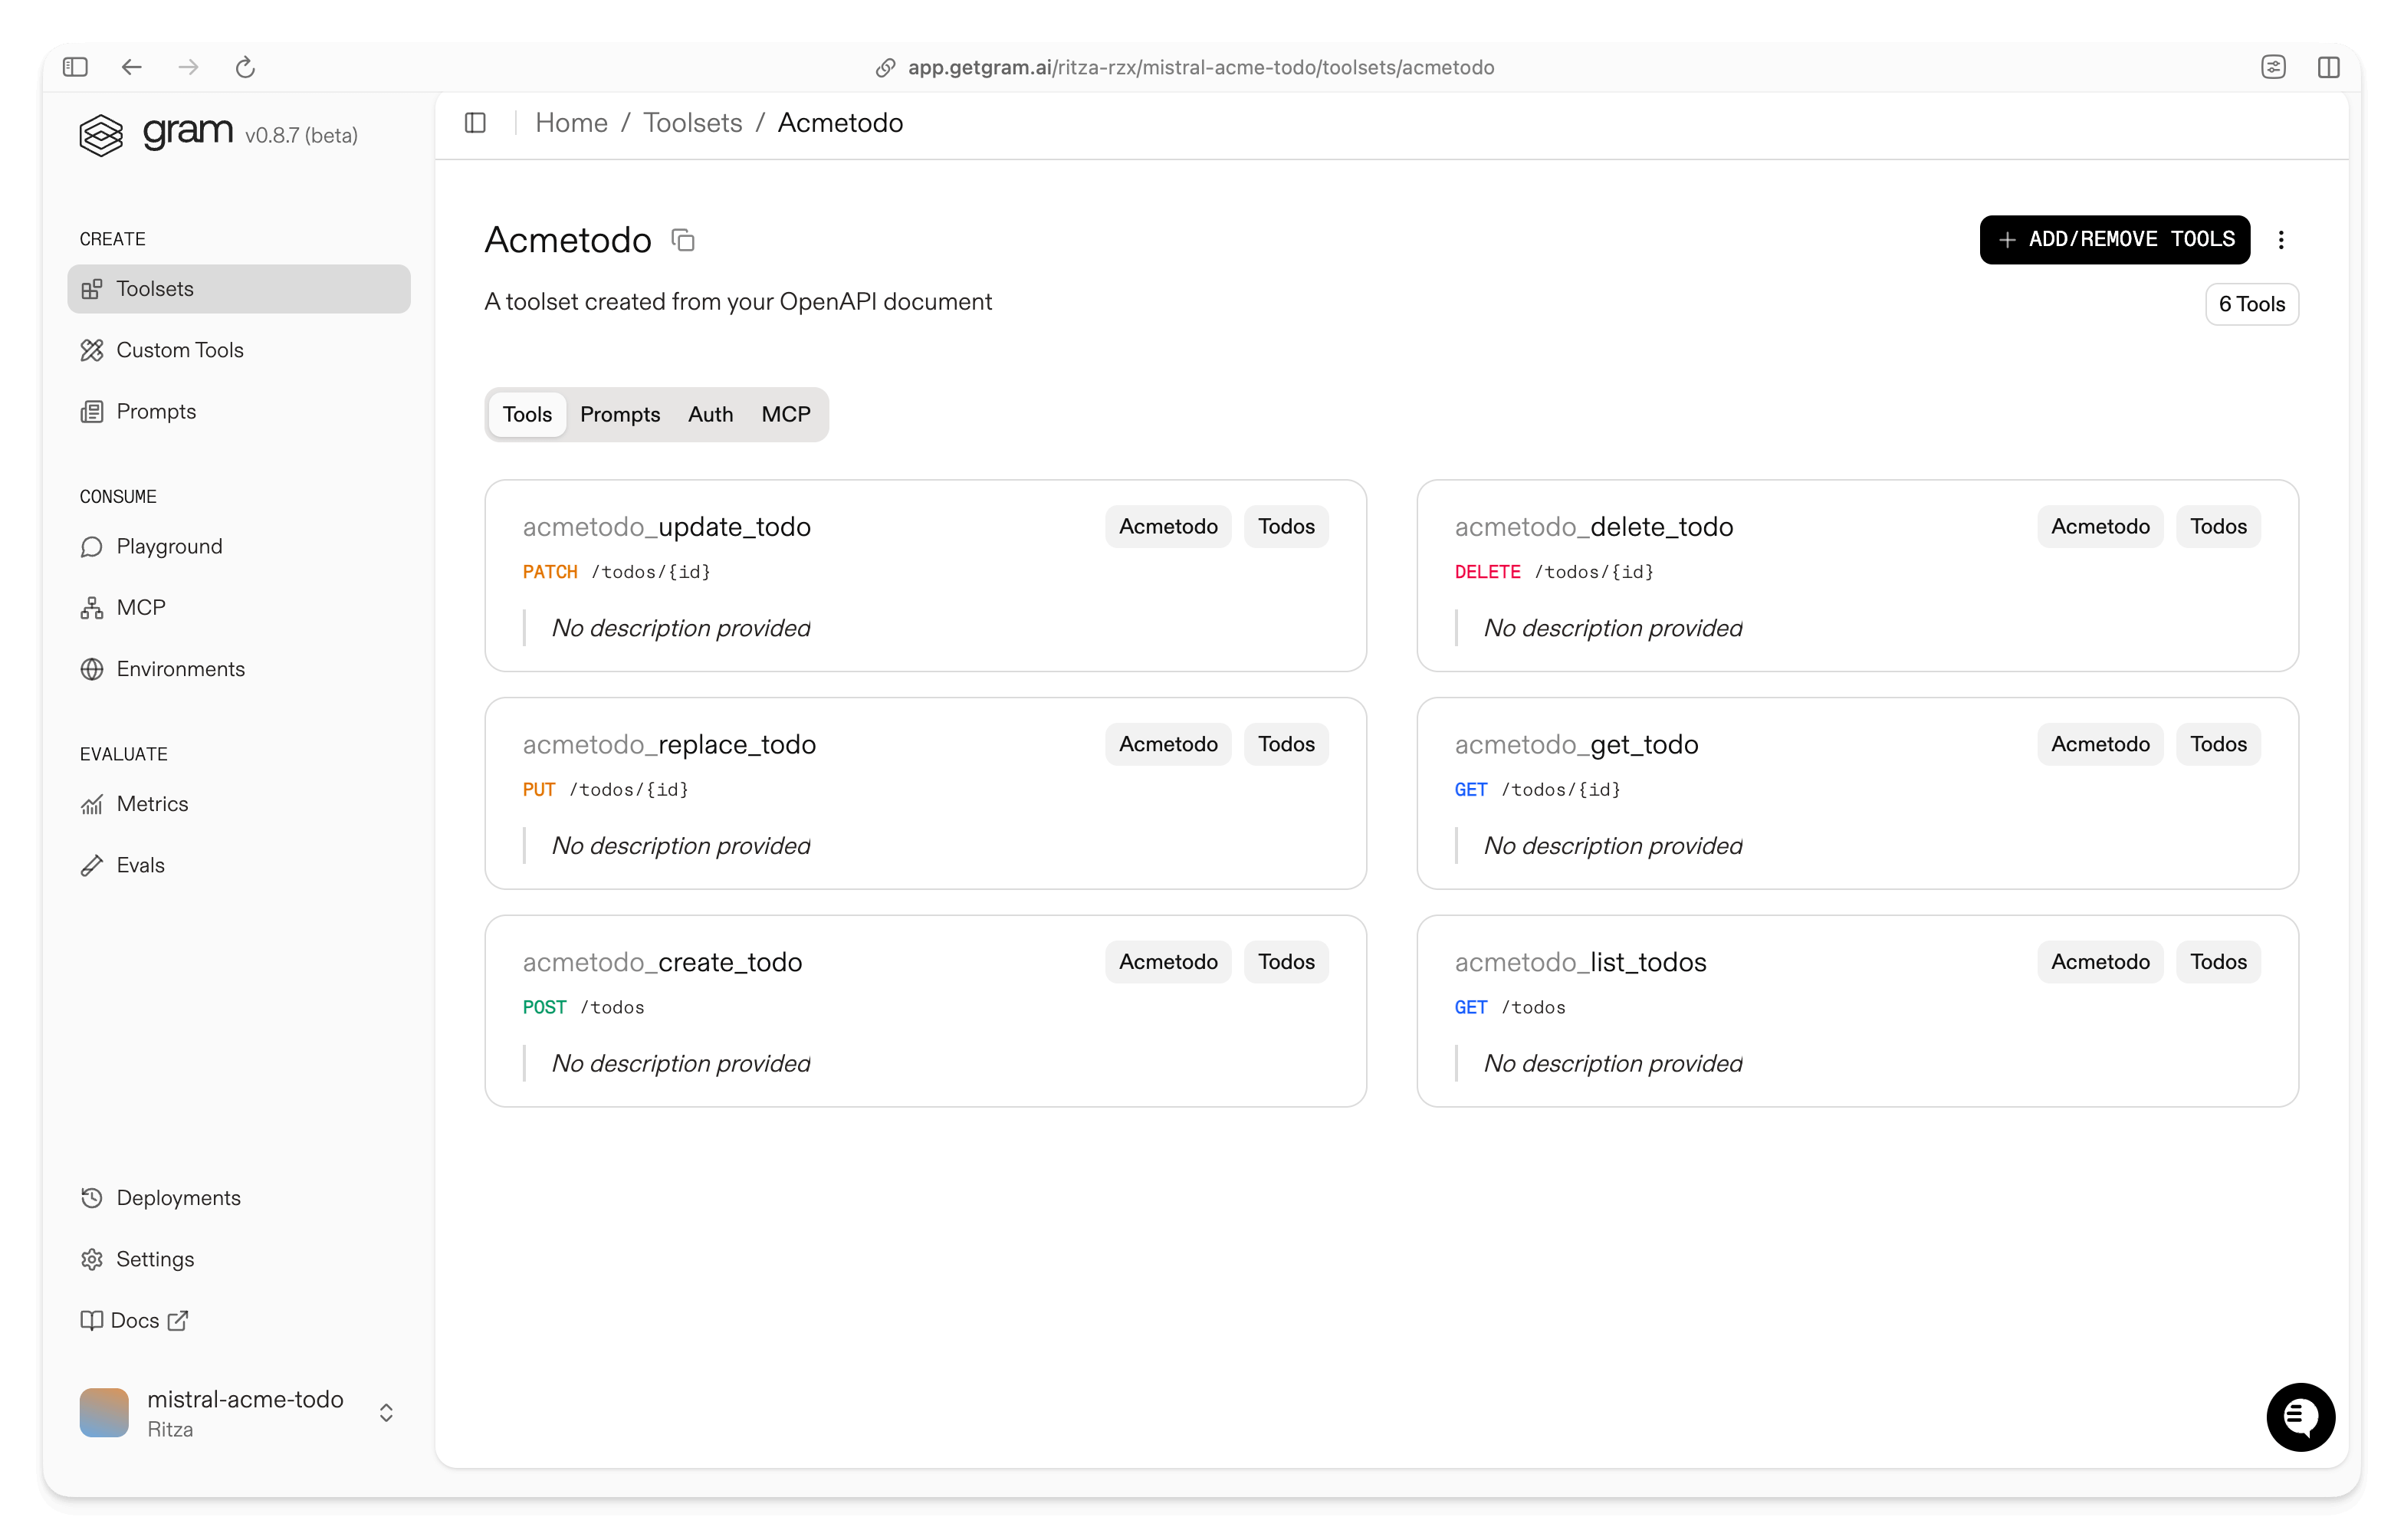 app.getgram.ai/ritza-rzx/mistral-acme-todo/toolsets/acmetodo
gram v0.8.7 (beta)
CREATE
Toolsets
Custom Tools
Prompts
CONSUME
Playground
MCP
Environments
EVALUATE
Metrics
Evals
Deployments
Settings
Docs
mistral-acme-todo
Ritza
Home / Toolsets / Acmetodo
Acmetodo
+ ADD/REMOVE TOOLS
A toolset created from your OpenAPI document
6 Tools
Tools Prompts Auth MCP
acmetodo_update_todo Acmetodo Todos
PATCH /todos/{id}
No description provided
acmetodo_delete_todo Acmetodo Todos
DELETE /todos/{id}
No description provided
acmetodo_replace_todo Acmetodo Todos
PUT /todos/{id}
No description provided
acmetodo_get_todo Acmetodo Todos
GET /todos/{id}
No description provided
acmetodo_create_todo Acmetodo Todos
POST /todos
No description provided
acmetodo_list_todos Acmetodo Todos
GET /todos
No description provided